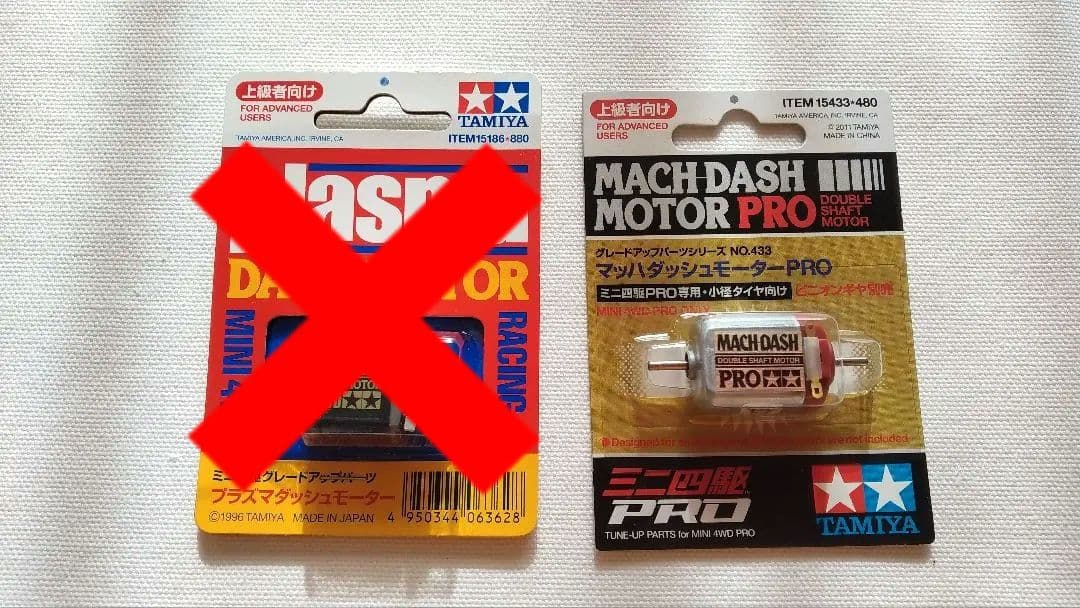 上級者向け
FOR ADVANCED
USERS
TAMIYA
TAMIYA AMERICA, INC. IRVINE, CA
ITEM 15186・880
RACING
MINI 4
グレードアップパーツ
プラズマダッシュモーター
©1996 TAMIYA MADE IN JAPAN
4 950344 063628
上級者向け
FOR ADVANCED
USERS
ITEM 15433・480
TAMIYA AMERICA, INC. IRVINE, CA
© 2011 TAMIYA
MADE IN CHINA
MACH-DASH
MOTOR PRO
DOUBLE
SHAFT
MOTOR
グレードアップパーツシリーズ NO.433
マッハダッシュモーターPRO
ミニ四駆PRO専用・小径タイヤ向け
ピニオンギヤ別売
MINI 4WD PRO ONLY
MACH DASH
DOUBLE SHAFT MOTOR
PRO
are not included.
ミニ四駆
PRO
TUNE-UP PARTS for MINI 4WD PRO
TAMIYA